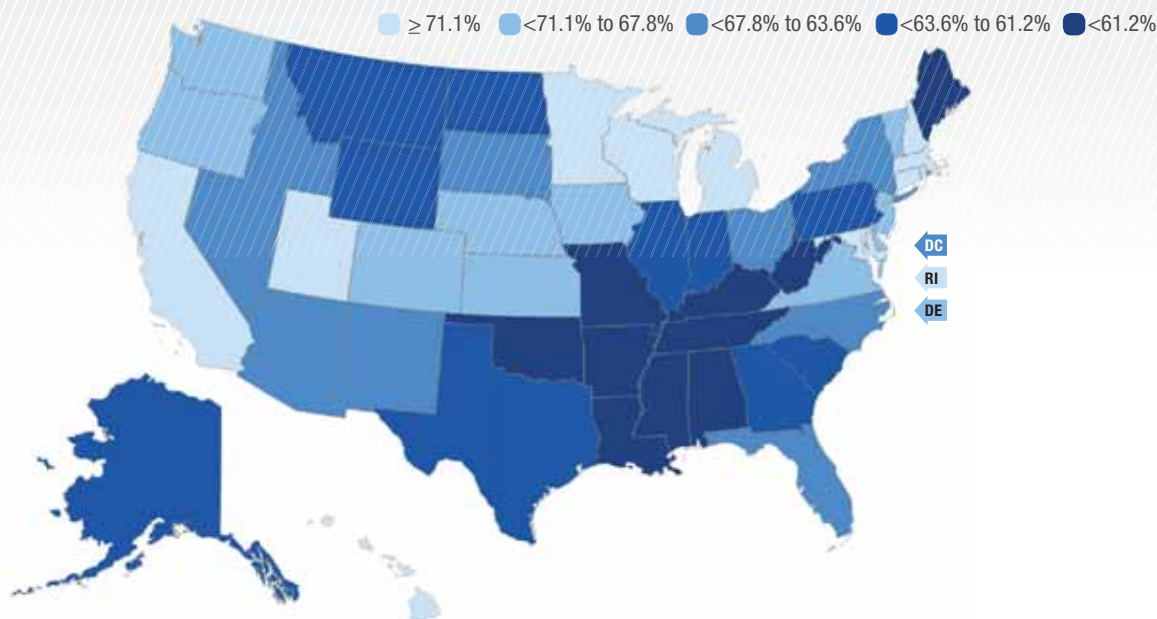 ≥ 71.1% <71.1% to 67.8% <67.8% to 63.6% <63.6% to 61.2% <61.2%
DC
RI
DE